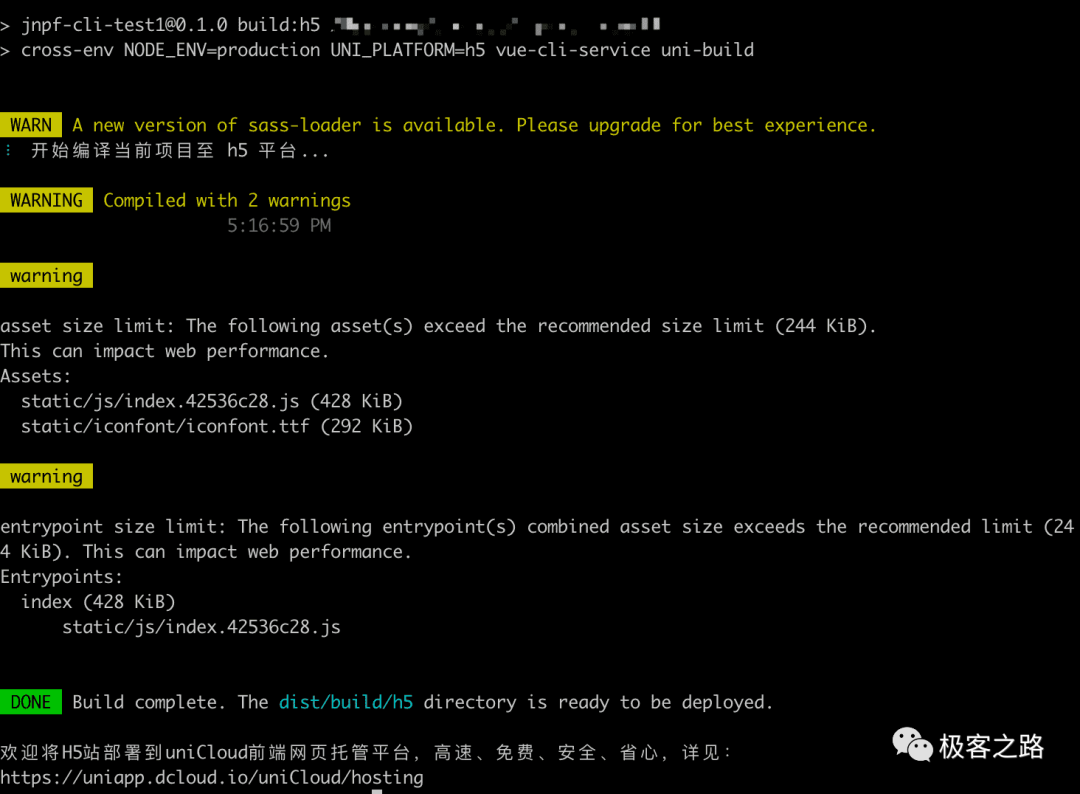 > jnpf-cli-test1@0.1.0 build:h5
> cross-env NODE_ENV=production UNI_PLATFORM=h5 vue-cli-service uni-build
WARN A new version of sass-loader is available. Please upgrade for best experience.
⋮ 开始编译当前项目至 h5 平台...
WARNING Compiled with 2 warnings
5:16:59 PM
warning
asset size limit: The following asset(s) exceed the recommended size limit (244 KiB).
This can impact web performance.
Assets:
static/js/index.42536c28.js (428 KiB)
static/iconfont/iconfont.ttf (292 KiB)
warning
entrypoint size limit: The following entrypoint(s) combined asset size exceeds the recommended limit (24
4 KiB). This can impact web performance.
Entrypoints:
index (428 KiB)
static/js/index.42536c28.js
DONE Build complete. The dist/build/h5 directory is ready to be deployed.
欢迎将H5站部署到uniCloud前端网页托管平台，高速、免费、安全、省心，详见：
https://uniapp.dcloud.io/uniCloud/hosting
极客之路